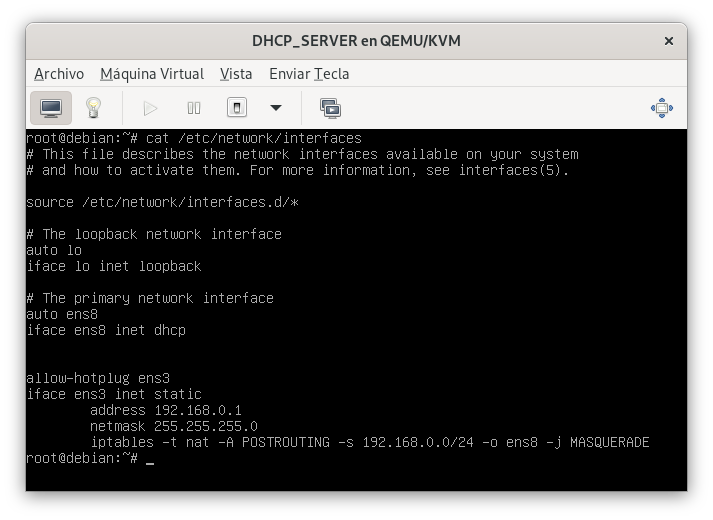 DHCP_SERVER en QEMU/KVM
Archivo Máquina Virtual Vista Enviar Tecla
root@debian:~# cat /etc/network/interfaces
# This file describes the network interfaces available on your system
# and how to activate them. For more information, see interfaces(5).
source /etc/network/interfaces.d/*
# The loopback network interface
auto lo
iface lo inet loopback
# The primary network interface
auto ens8
iface ens8 inet dhcp
allow-hotplug ens3
iface ens3 inet static
address 192.168.0.1
netmask 255.255.255.0
iptables -t nat -A POSTROUTING -s 192.168.0.0/24 -o ens8 -j MASQUERADE
root@debian:~# _